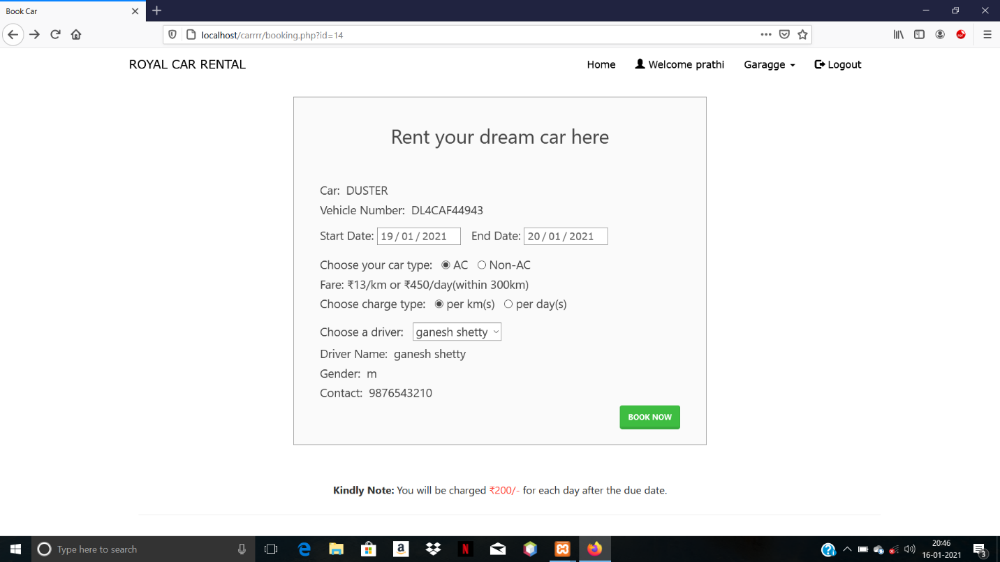 Book Car
localhost/carrrr/booking.php?id=14
ROYAL CAR RENTAL
Home Welcome prathi Garagge Logout
Rent your dream car here
Car: DUSTER
Vehicle Number: DL4CAF44943
Start Date: 19/01/2021 End Date: 20/01/2021
Choose your car type: AC Non-AC
Fare: ₹13/km or ₹450/day(within 300km)
Choose charge type: per km(s) per day(s)
Choose a driver: ganesh shetty
Driver Name: ganesh shetty
Gender: m
Contact: 9876543210
BOOK NOW
Kindly Note: You will be charged ₹200/- for each day after the due date.
Type here to search
20:46
16-01-2021
3